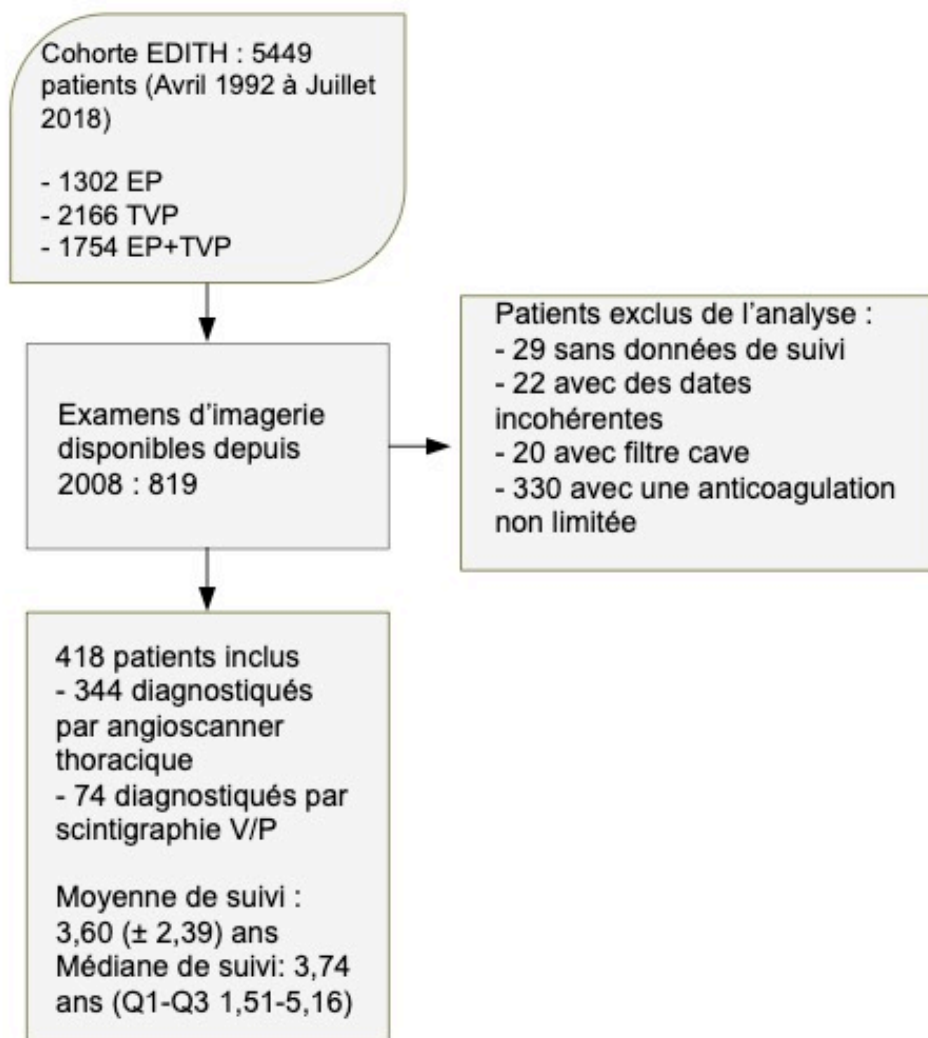 Cohorte EDITH : 5449
patients (Avril 1992 à Juillet
2018)
- 1302 EP
- 2166 TVP
- 1754 EP+TVP
Examens d’imagerie
disponibles depuis
2008 : 819
Patients exclus de l’analyse :
- 29 sans données de suivi
- 22 avec des dates
incohérentes
- 20 avec filtre cave
- 330 avec une anticoagulation
non limitée
418 patients inclus
- 344 diagnostiqués
par angioscanner
thoracique
- 74 diagnostiqués par
scintigraphie V/P
Moyenne de suivi :
3,60 (± 2,39) ans
Médiane de suivi: 3,74
ans (Q1-Q3 1,51-5,16)